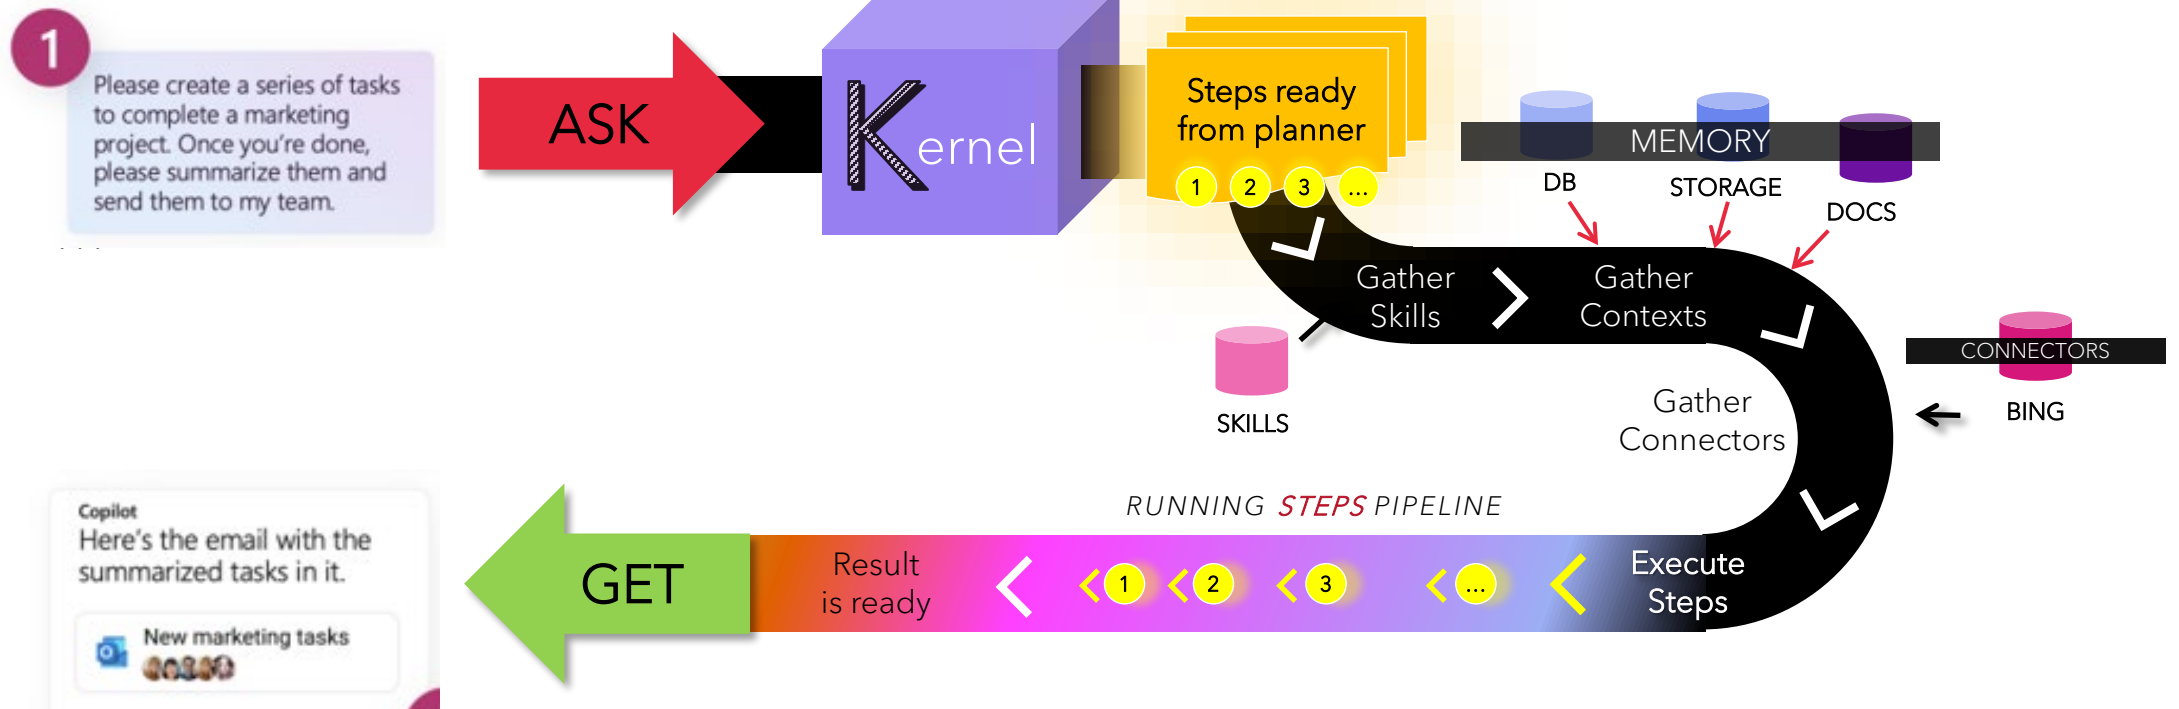 1
Please create a series of tasks
to complete a marketing
project. Once you're done,
please summarize them and
send them to my team.
ASK
Kernel
Steps ready
from planner
1 2 3 ...
MEMORY
DB
STORAGE
DOCS
Gather
Skills
Gather
Contexts
SKILLS
CONNECTORS
BING
Gather
Connectors
RUNNING STEPS PIPELINE
Execute
Steps
1 2 3 ...
Result
is ready
GET
Copilot
Here's the email with the
summarized tasks in it.
New marketing tasks